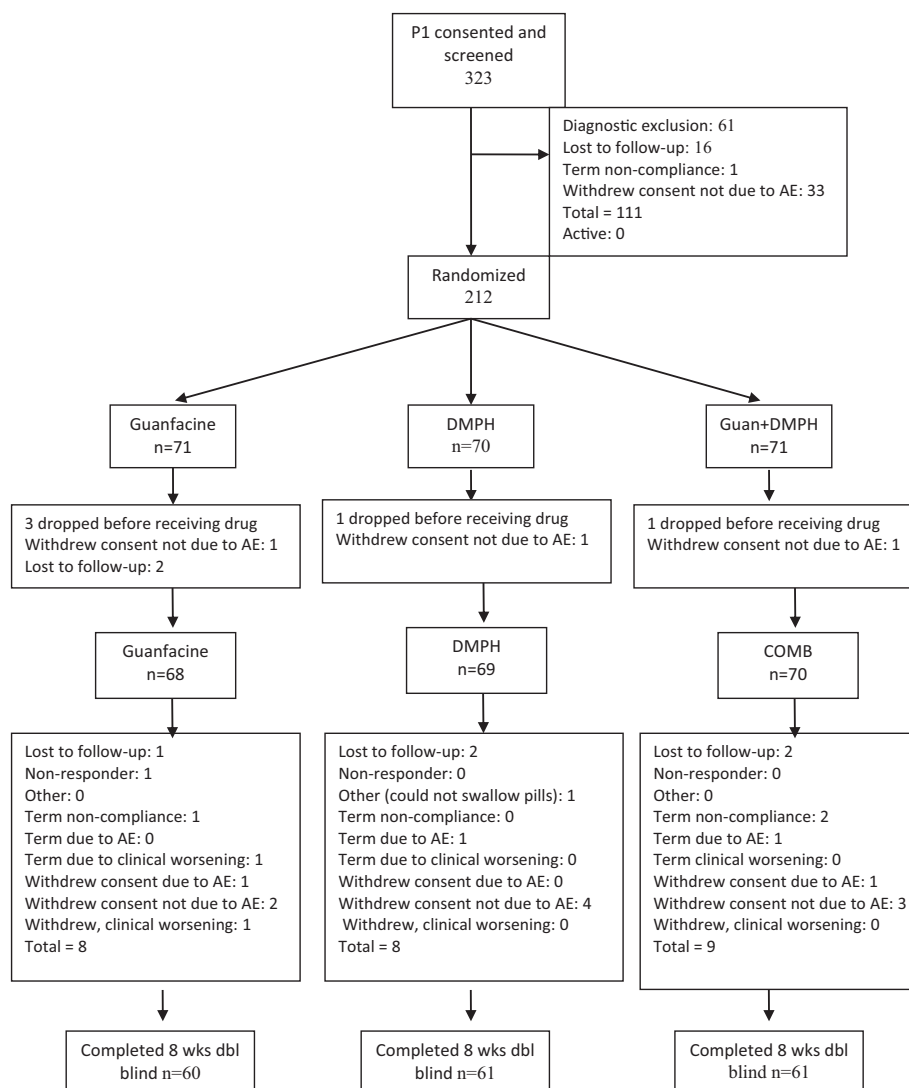 P1 consented and
screened
323
Diagnostic exclusion: 61
Lost to follow-up: 16
Term non-compliance: 1
Withdrew consent not due to AE: 33
Total = 111
Active: 0
Randomized
212
Guanfacine
n=71
DMPH
n=70
Guan+DMPH
n=71
3 dropped before receiving drug
Withdrew consent not due to AE: 1
Lost to follow-up: 2
1 dropped before receiving drug
Withdrew consent not due to AE: 1
1 dropped before receiving drug
Withdrew consent not due to AE: 1
Guanfacine
n=68
DMPH
n=69
COMB
n=70
Lost to follow-up: 1
Non-responder: 1
Other: 0
Term non-compliance: 1
Term due to AE: 0
Term due to clinical worsening: 1
Withdrew consent due to AE: 1
Withdrew consent not due to AE: 2
Withdrew, clinical worsening: 1
Total = 8
Lost to follow-up: 2
Non-responder: 0
Other (could not swallow pills): 1
Term non-compliance: 0
Term due to AE: 1
Term due to clinical worsening: 0
Withdrew consent due to AE: 0
Withdrew consent not due to AE: 4
Withdrew, clinical worsening: 0
Total = 8
Lost to follow-up: 2
Non-responder: 0
Other: 0
Term non-compliance: 2
Term due to AE: 1
Term clinical worsening: 0
Withdrew consent due to AE: 1
Withdrew consent not due to AE: 3
Withdrew, clinical worsening: 0
Total = 9
Completed 8 wks dbl
blind n=60
Completed 8 wks dbl
blind n=61
Completed 8 wks dbl
blind n=61